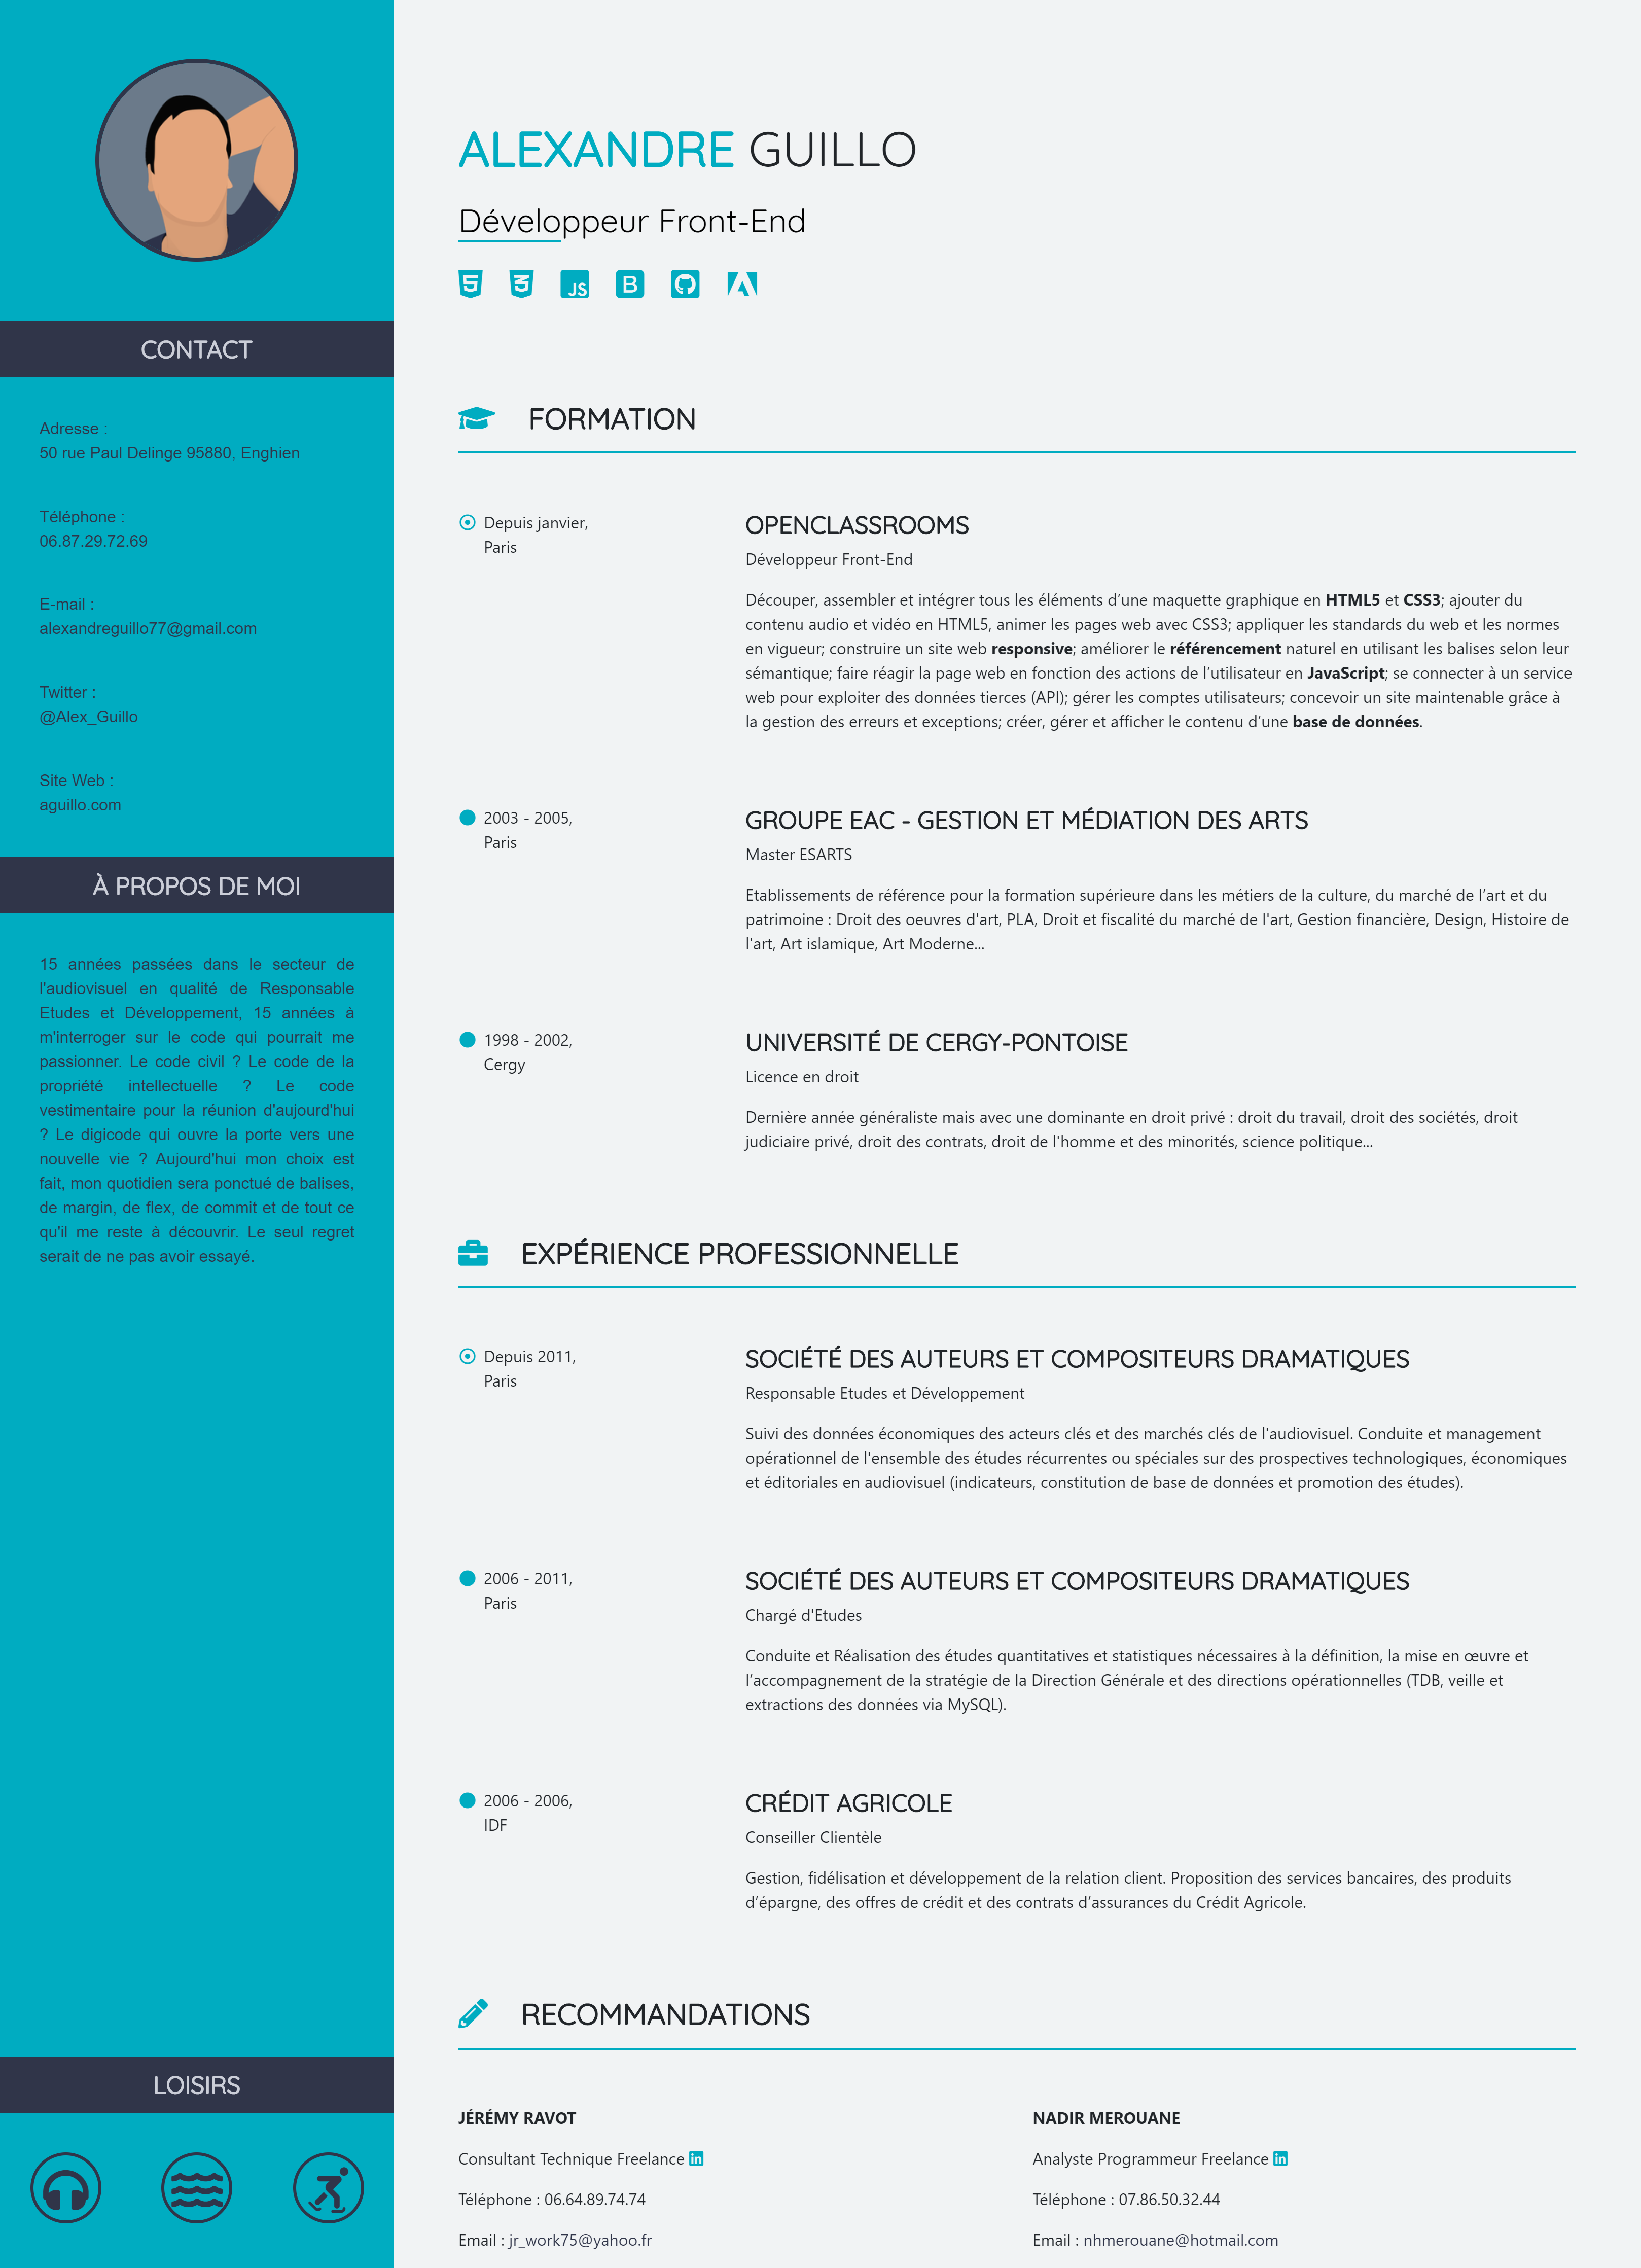 ALEXANDRE GUILLO
Développeur Front-End
JS B
CONTACT
Adresse :
50 rue Paul Delinge 95880, Enghien
Téléphone :
06.87.29.72.69
E-mail :
alexandreguillo77@gmail.com
Twitter :
@Alex_Guillo
Site Web :
aguillo.com
À PROPOS DE MOI
15 années passées dans le secteur de
l'audiovisuel en qualité de Responsable
Etudes et Développement, 15 années à
m'interroger sur le code qui pourrait me
passionner. Le code civil ? Le code de la
propriété intellectuelle ? Le code
vestimentaire pour la réunion d'aujourd'hui
? Le digicode qui ouvre la porte vers une
nouvelle vie ? Aujourd'hui mon choix est
fait, mon quotidien sera ponctué de balises,
de margin, de flex, de commit et de tout ce
qu'il me reste à découvrir. Le seul regret
serait de ne pas avoir essayé.
LOISIRS
FORMATION
Depuis janvier,
Paris
OPENCLASSROOMS
Développeur Front-End
Découper, assembler et intégrer tous les éléments d’une maquette graphique en HTML5 et CSS3; ajouter du
contenu audio et vidéo en HTML5, animer les pages web avec CSS3; appliquer les standards du web et les normes
en vigueur; construire un site web responsive; améliorer le référencement naturel en utilisant les balises selon leur
sémantique; faire réagir la page web en fonction des actions de l’utilisateur en JavaScript; se connecter à un service
web pour exploiter des données tierces (API); gérer les comptes utilisateurs; concevoir un site maintenable grâce à
la gestion des erreurs et exceptions; créer, gérer et afficher le contenu d’une base de données.
2003 - 2005,
Paris
GROUPE EAC - GESTION ET MÉDIATION DES ARTS
Master ESARTS
Etablissements de référence pour la formation supérieure dans les métiers de la culture, du marché de l’art et du
patrimoine : Droit des oeuvres d'art, PLA, Droit et fiscalité du marché de l'art, Gestion financière, Design, Histoire de
l'art, Art islamique, Art Moderne...
1998 - 2002,
Cergy
UNIVERSITÉ DE CERGY-PONTOISE
Licence en droit
Dernière année généraliste mais avec une dominante en droit privé : droit du travail, droit des sociétés, droit
judiciaire privé, droit des contrats, droit de l'homme et des minorités, science politique...
EXPÉRIENCE PROFESSIONNELLE
Depuis 2011,
Paris
SOCIÉTÉ DES AUTEURS ET COMPOSITEURS DRAMATIQUES
Responsable Etudes et Développement
Suivi des données économiques des acteurs clés et des marchés clés de l'audiovisuel. Conduite et management
opérationnel de l'ensemble des études récurrentes ou spéciales sur des prospectives technologiques, économiques
et éditoriales en audiovisuel (indicateurs, constitution de base de données et promotion des études).
2006 - 2011,
Paris
SOCIÉTÉ DES AUTEURS ET COMPOSITEURS DRAMATIQUES
Chargé d'Etudes
Conduite et Réalisation des études quantitatives et statistiques nécessaires à la définition, la mise en œuvre et
l’accompagnement de la stratégie de la Direction Générale et des directions opérationnelles (TDB, veille et
extractions des données via MySQL).
2006 - 2006,
IDF
CRÉDIT AGRICOLE
Conseiller Clientèle
Gestion, fidélisation et développement de la relation client. Proposition des services bancaires, des produits
d’épargne, des offres de crédit et des contrats d’assurances du Crédit Agricole.
RECOMMANDATIONS
JÉRÉMY RAVOT
Consultant Technique Freelance in
Téléphone : 06.64.89.74.74
Email : jr_work75@yahoo.fr
NADIR MEROUANE
Analyste Programmeur Freelance in
Téléphone : 07.86.50.32.44
Email : nhmerouane@hotmail.com